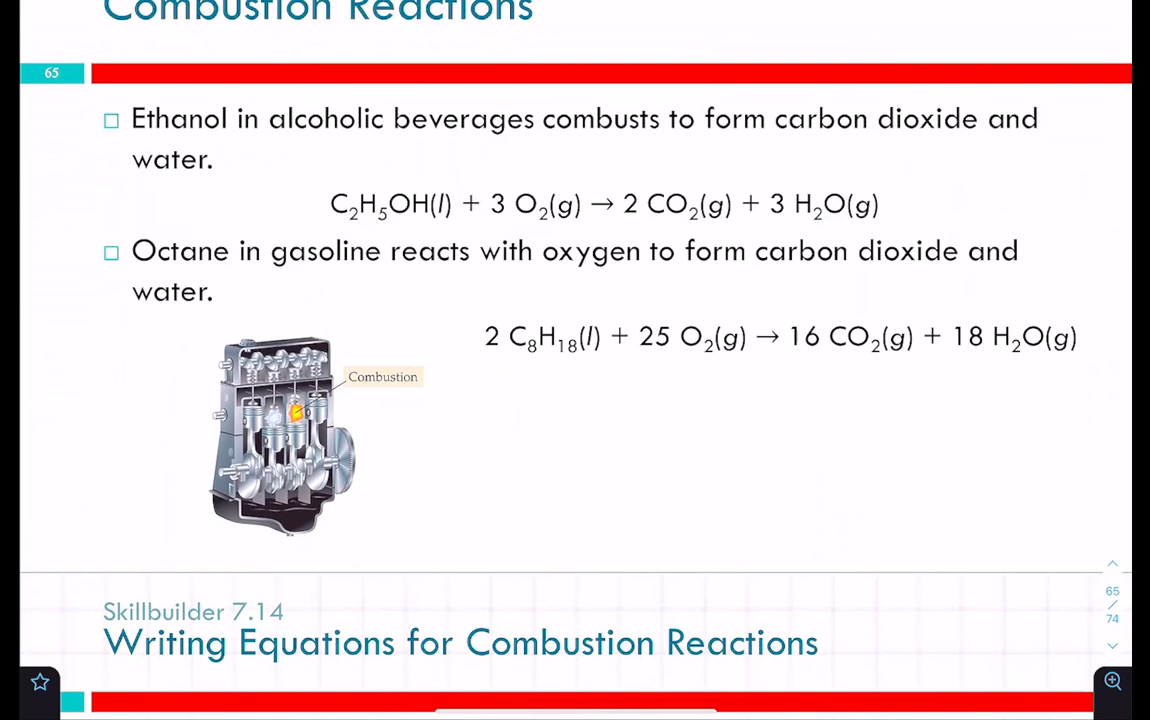 Combustion Reactions
65
Ethanol in alcoholic beverages combusts to form carbon dioxide and
water.
C₂H₅OH(l) + 3 O₂(g) → 2 CO₂(g) + 3 H₂O(g)
Octane in gasoline reacts with oxygen to form carbon dioxide and
water.
2 C₈H₁₈(l) + 25 O₂(g) → 16 CO₂(g) + 18 H₂O(g)
Combustion
65
/
74
Skillbuilder 7.14
Writing Equations for Combustion Reactions